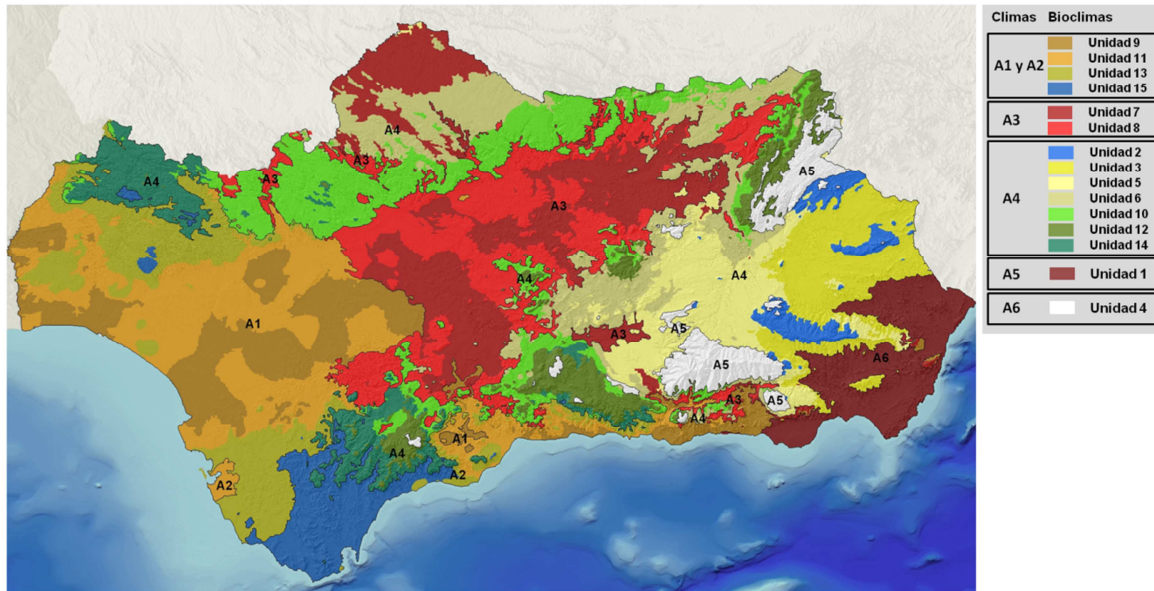 A4
A3
A4
A3
A5
A3
A4
A4
A1
A3
A5
A5
A6
A3
A5
A4
A1
A4
A2
A2
Climas Bioclimas
A1 y A2
Unidad 9
Unidad 11
Unidad 13
Unidad 15
A3
Unidad 7
Unidad 8
A4
Unidad 2
Unidad 3
Unidad 5
Unidad 6
Unidad 10
Unidad 12
Unidad 14
A5 Unidad 1
A6 Unidad 4